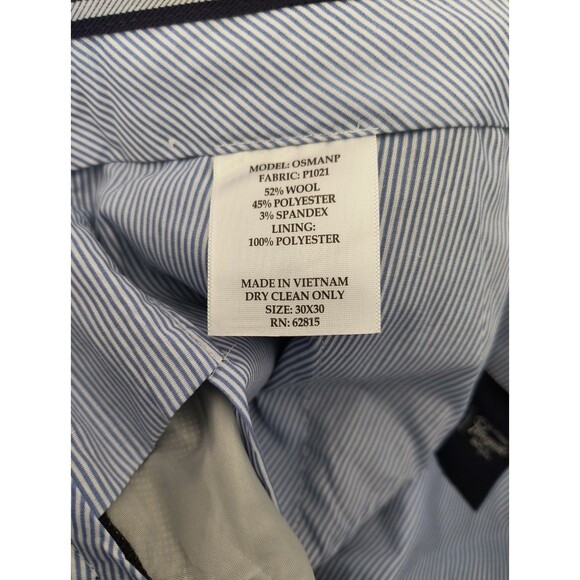 MODEL: OSMANP
FABRIC: P1021
52% WOOL
45% POLYESTER
3% SPANDEX
LINING:
100% POLYESTER
MADE IN VIETNAM
DRY CLEAN ONLY
SIZE: 30X30
RN: 62815